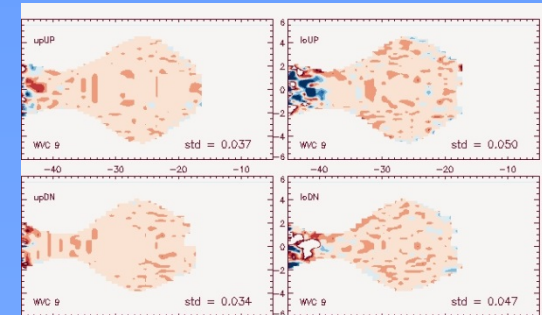 upUP
6
loUP
4
2
0
-2
-4
WVC 9 std = 0.037
WVC 9 std = 0.050
-6
-40 -30 -20 -10
-40 -30 -20 -10
upDN
loDN
4
2
0
-2
-4
WVC 9 std = 0.034
WVC 9 std = 0.047